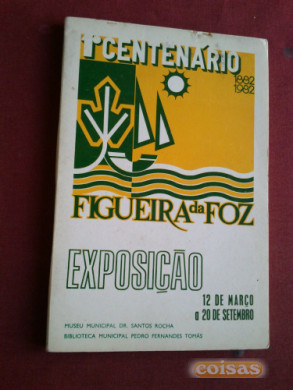 1º CENTENÁRIO
1882
1982
FIGUEIRA da FOZ
EXPOSIÇÃO
12 DE MARÇO
a 20 DE SETEMBRO
MUSEU MUNICIPAL DR. SANTOS ROCHA
BIBLIOTECA MUNICIPAL PEDRO FERNANDES TOMÁS
coisas